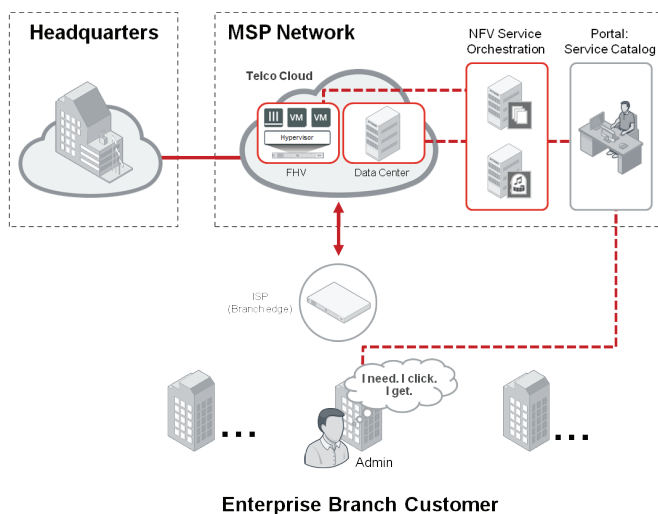 Headquarters
MSP Network
NFV Service
Orchestration
Portal:
Service Catalog
Telco Cloud
VM
VM
Hypervisor
FHV
Data Center
ISP
(Branch edge)
I need. I click.
I get.
...
...
Admin
Enterprise Branch Customer